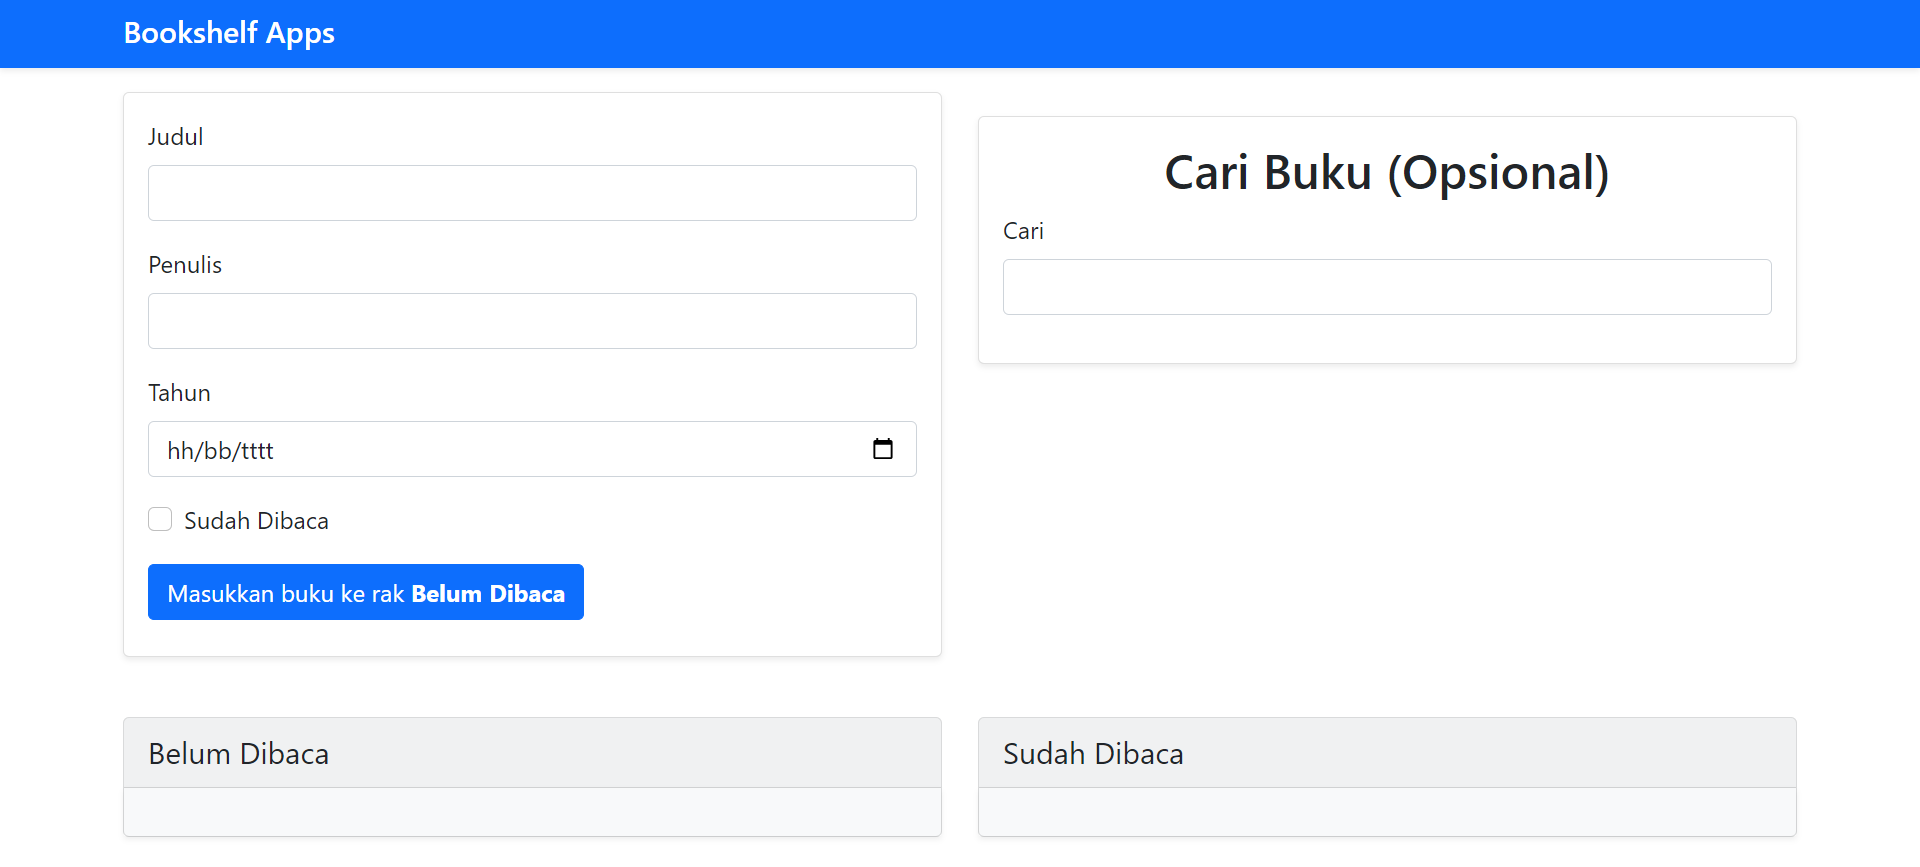 Bookshelf Apps
Judul
Penulis
Tahun
hh/bb/tttt
Sudah Dibaca
Masukkan buku ke rak Belum Dibaca
Cari Buku (Opsional)
Cari
Belum Dibaca
Sudah Dibaca